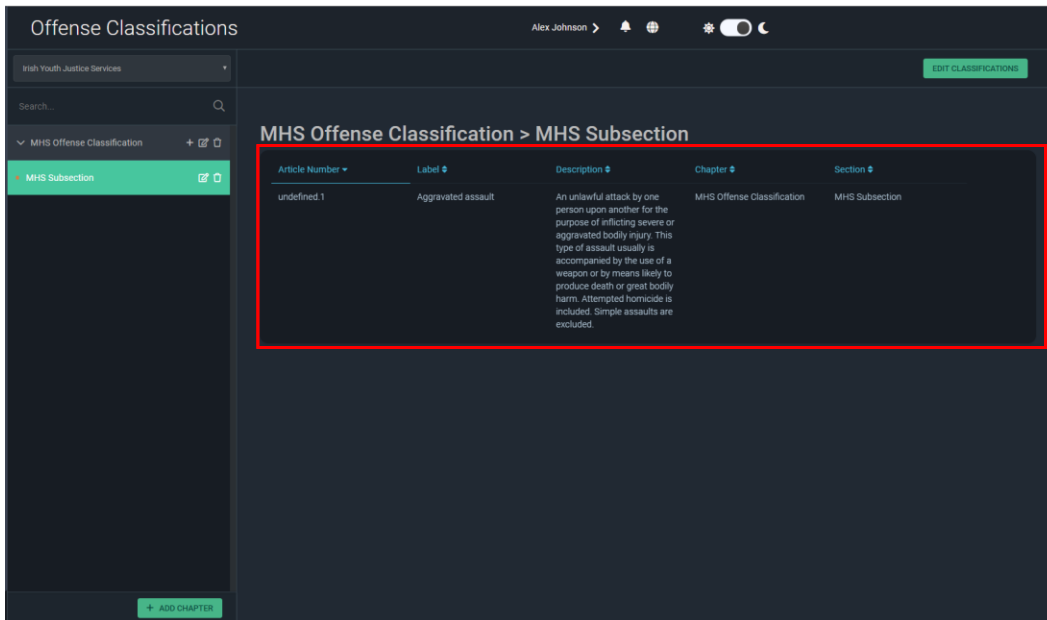 Offense Classifications
Alex Johnson
Irish Youth Justice Services
EDIT CLASSIFICATIONS
Search...
MHS Offense Classification
MHS Subsection
MHS Offense Classification > MHS Subsection
Article Number
Label
Description
Chapter
Section
undefined.1
Aggravated assault
An unlawful attack by one
person upon another for the
purpose of inflicting severe or
aggravated bodily injury. This
type of assault usually is
accompanied by the use of a
weapon or by means likely to
produce death or great bodily
harm. Attempted homicide is
included. Simple assaults are
excluded.
MHS Offense Classification
MHS Subsection
+ ADD CHAPTER